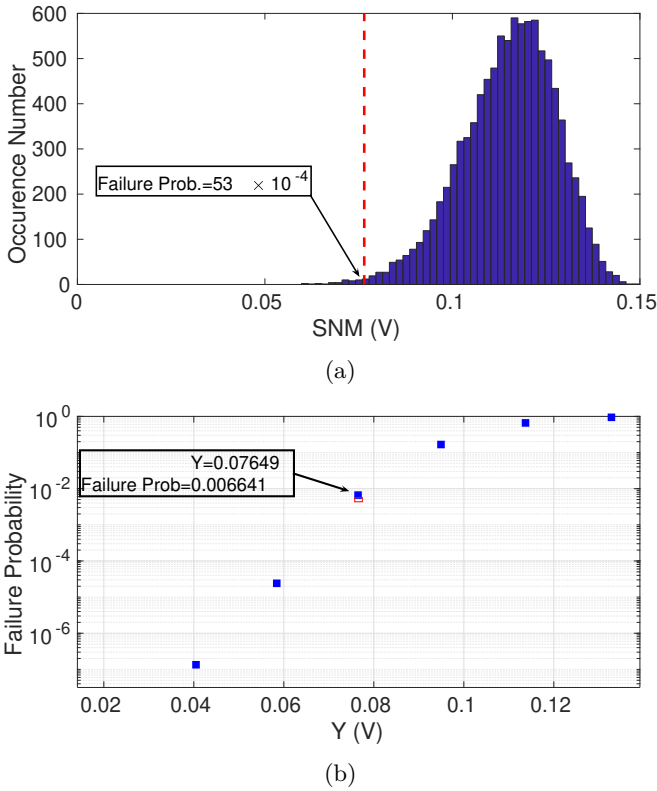 600
500
400
300
200
100
0
Occurence Number
Failure Prob.=53 × 10^-4
0 0.05 0.1 0.15
SNM (V)
(a)
10^0
10^-2
10^-4
10^-6
Failure Probability
Y=0.07649
Failure Prob=0.006641
0.02 0.04 0.06 0.08 0.1 0.12
Y (V)
(b)